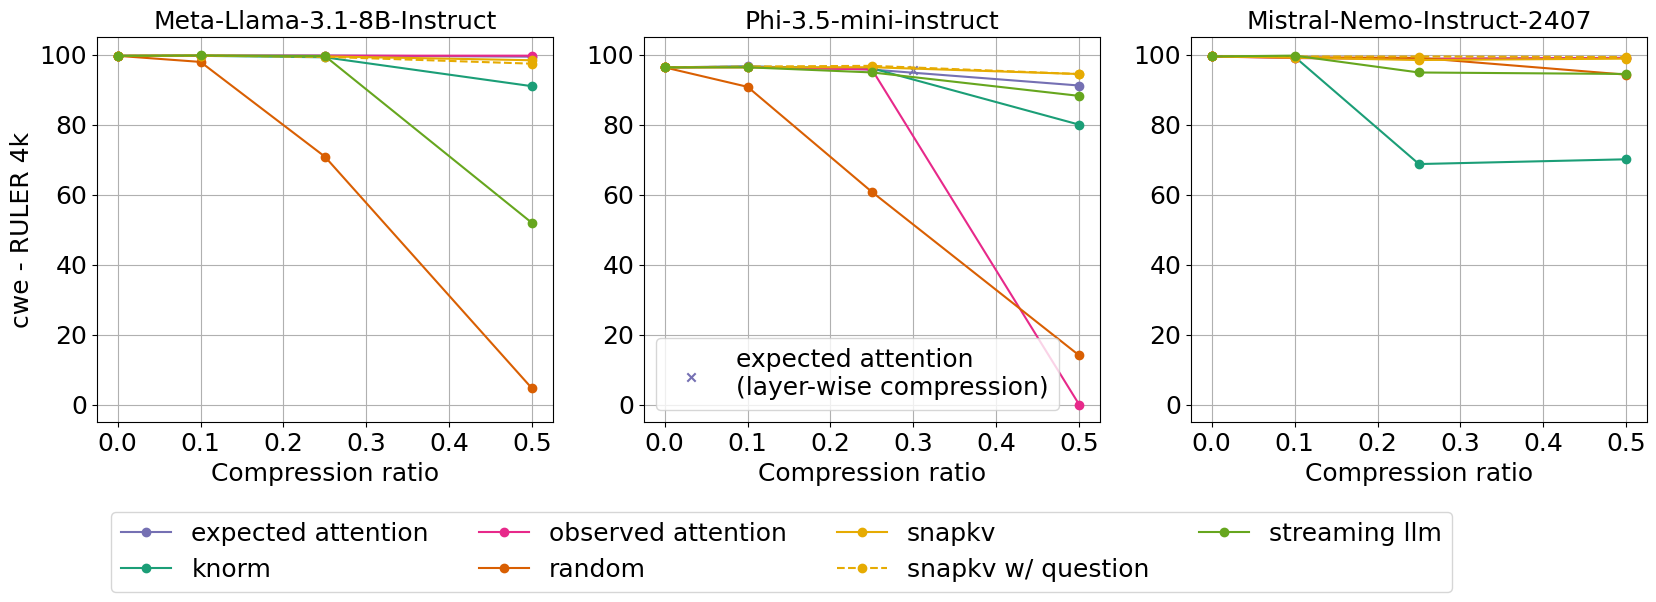 Meta-Llama-3.1-8B-Instruct
Phi-3.5-mini-instruct
Mistral-Nemo-Instruct-2407
cwe - RULER 4k
100
80
60
40
20
0
0.0 0.1 0.2 0.3 0.4 0.5
Compression ratio
100
80
60
40
20
0
expected attention
(layer-wise compression)
0.0 0.1 0.2 0.3 0.4 0.5
Compression ratio
100
80
60
40
20
0
0.0 0.1 0.2 0.3 0.4 0.5
Compression ratio
expected attention
knorm
observed attention
random
snapkv
snapkv w/ question
streaming llm